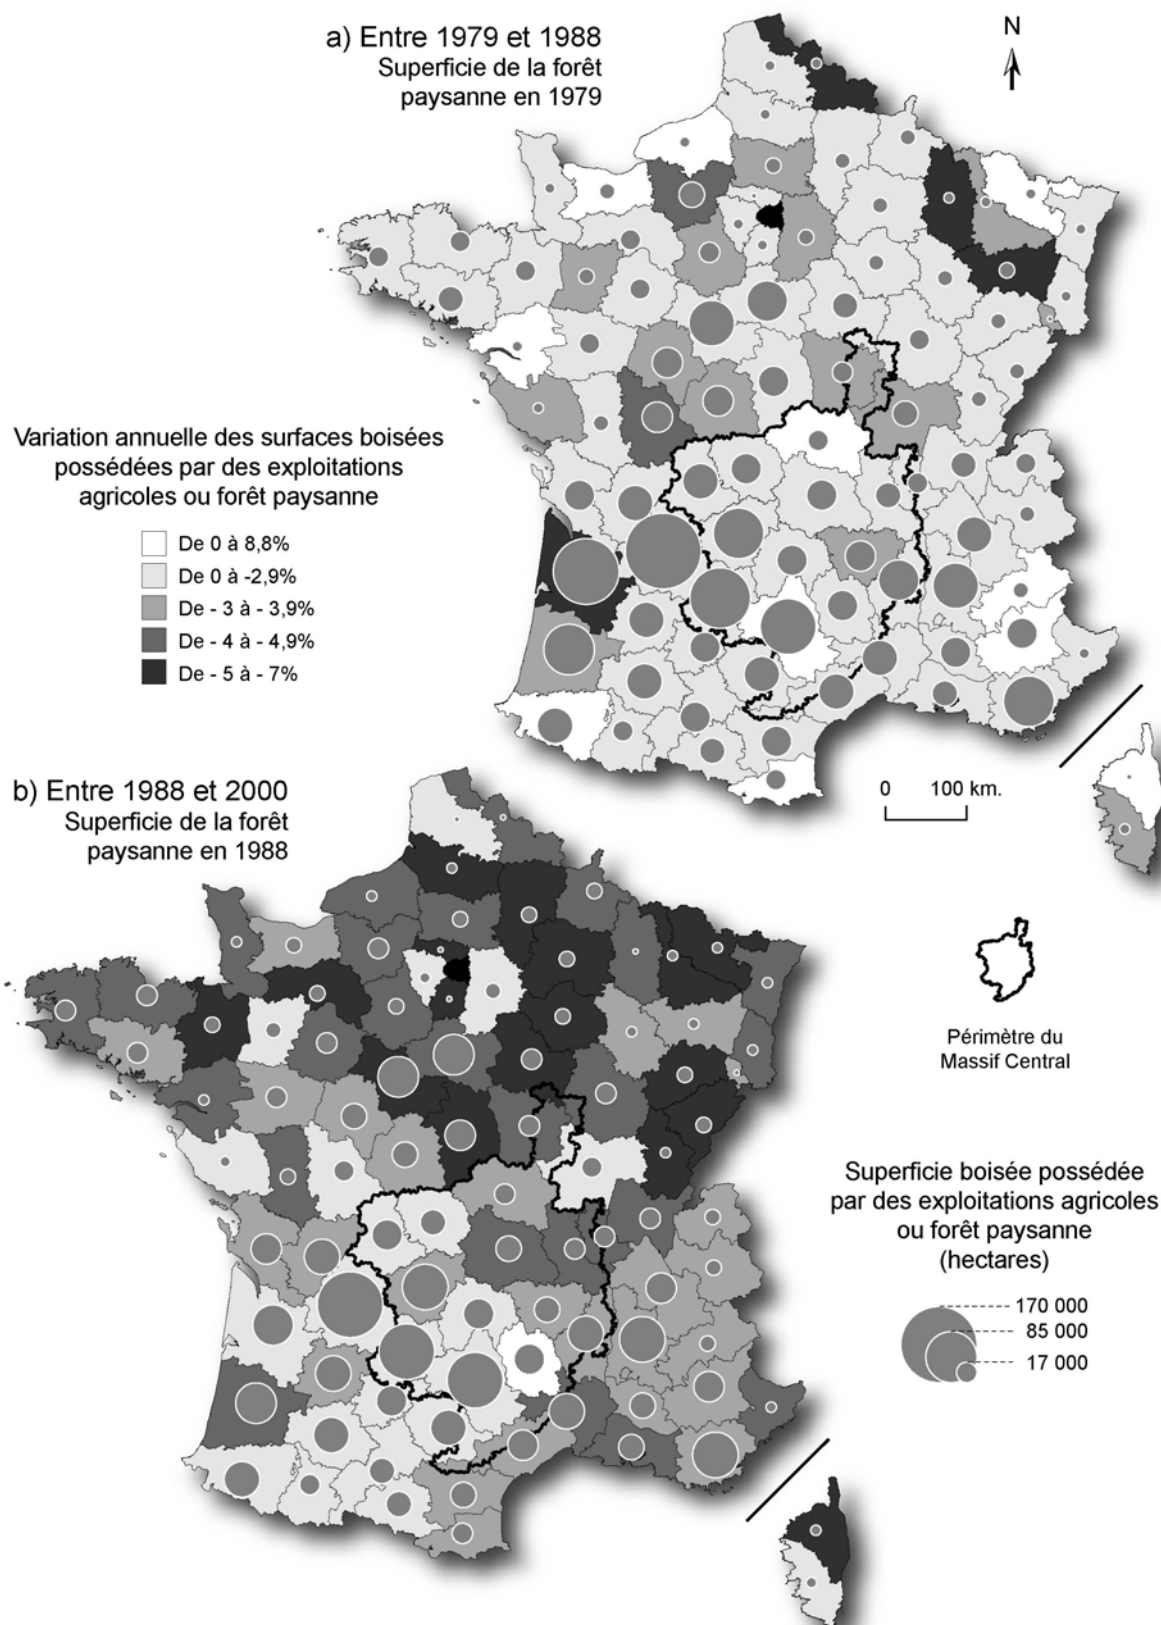 a) Entre 1979 et 1988
Superficie de la forêt
paysanne en 1979
N
Variation annuelle des surfaces boisées
possédées par des exploitations
agricoles ou forêt paysanne
De 0 à 8,8%
De 0 à -2,9%
De - 3 à - 3,9%
De - 4 à - 4,9%
De - 5 à - 7%
0 100 km.
b) Entre 1988 et 2000
Superficie de la forêt
paysanne en 1988
Périmètre du
Massif Central
Superficie boisée possédée
par des exploitations agricoles
ou forêt paysanne
(hectares)
170 000
85 000
17 000